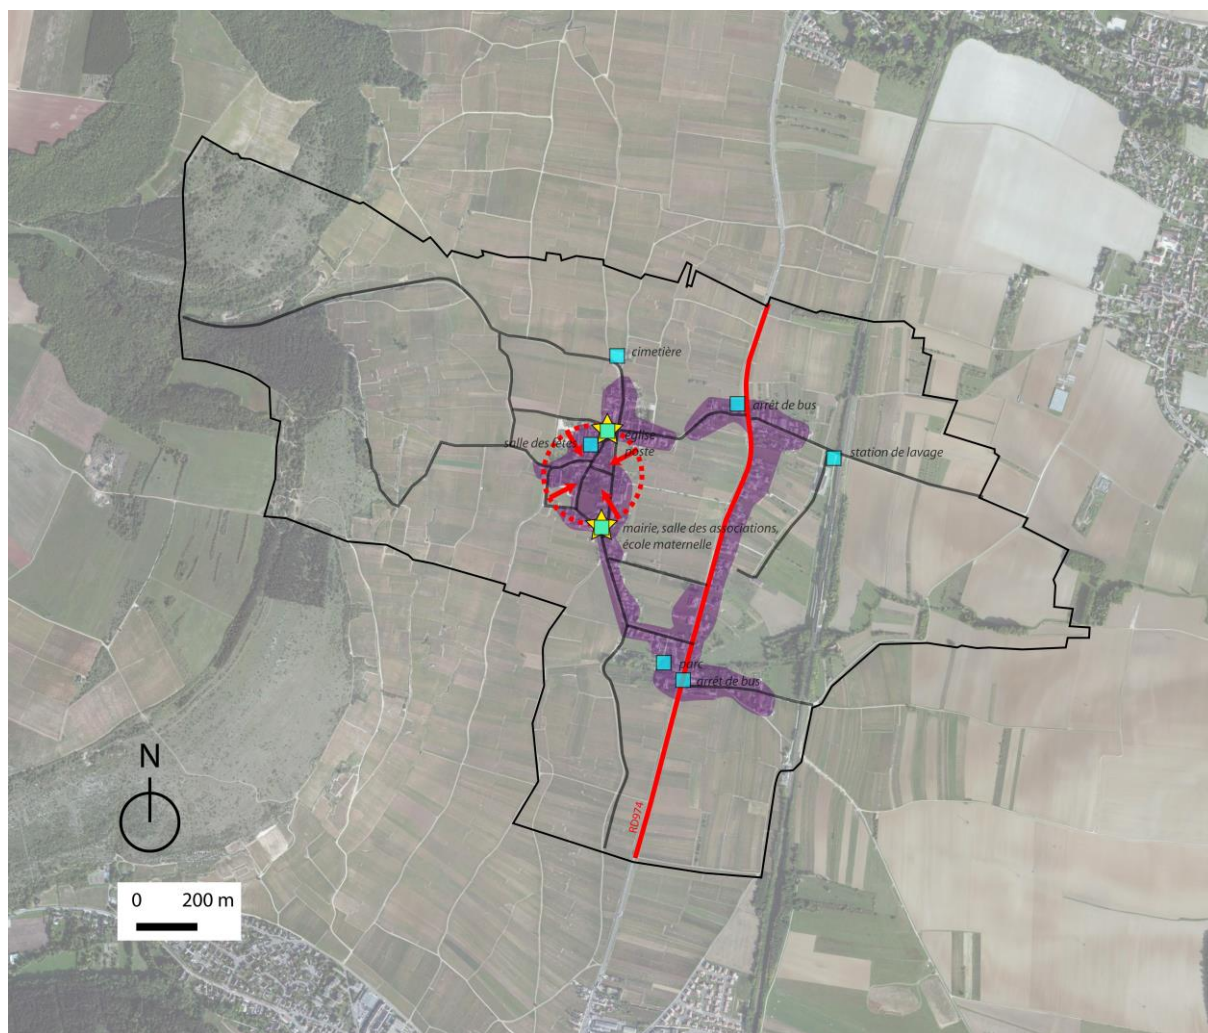 cimetière
arrêt de bus
église
salle des fêtes
poste
station de lavage
mairie, salle des associations,
école maternelle
parc
arrêt de bus
N
RD974
0 200 m